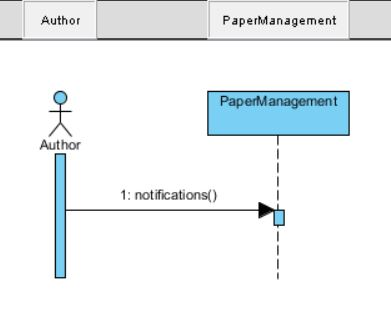 Author
PaperManagement
PaperManagement
Author
1: notifications()